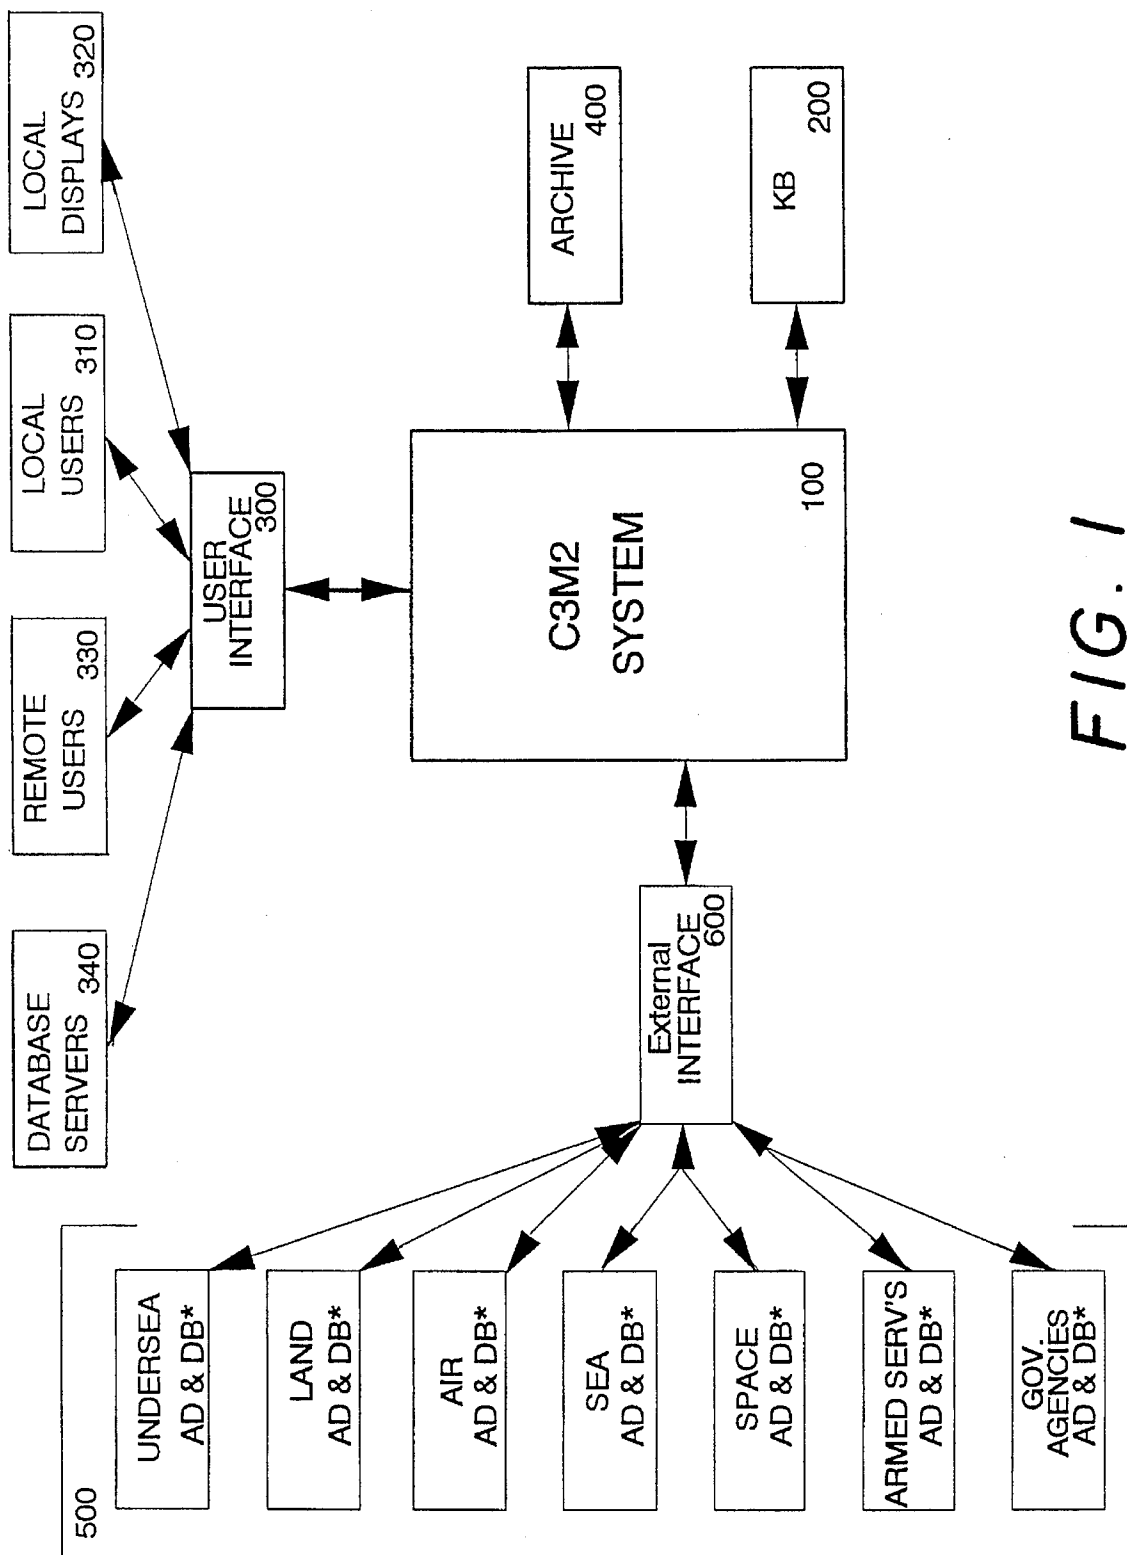 500
UNDERSEA
AD & DB*
LAND
AD & DB*
AIR
AD & DB*
SEA
AD & DB*
SPACE
AD & DB*
ARMED SERV'S
AD & DB*
GOV.
AGENCIES
AD & DB*
DATABASE
SERVERS 340
REMOTE
USERS 330
LOCAL
USERS 310
LOCAL
DISPLAYS 320
USER
INTERFACE
300
External
INTERFACE
600
C3M2
SYSTEM
100
ARCHIVE
400
KB
200
FIG. 1